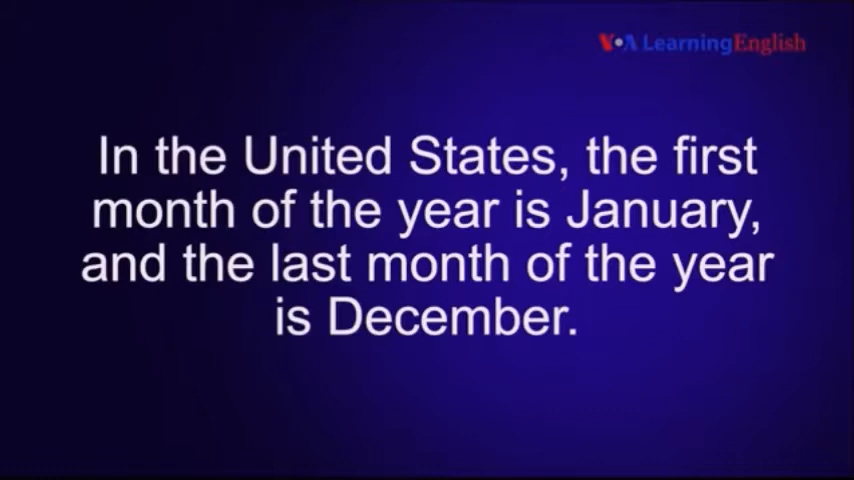 VOA LearningEnglish
In the United States, the first
month of the year is January,
and the last month of the year
is December.